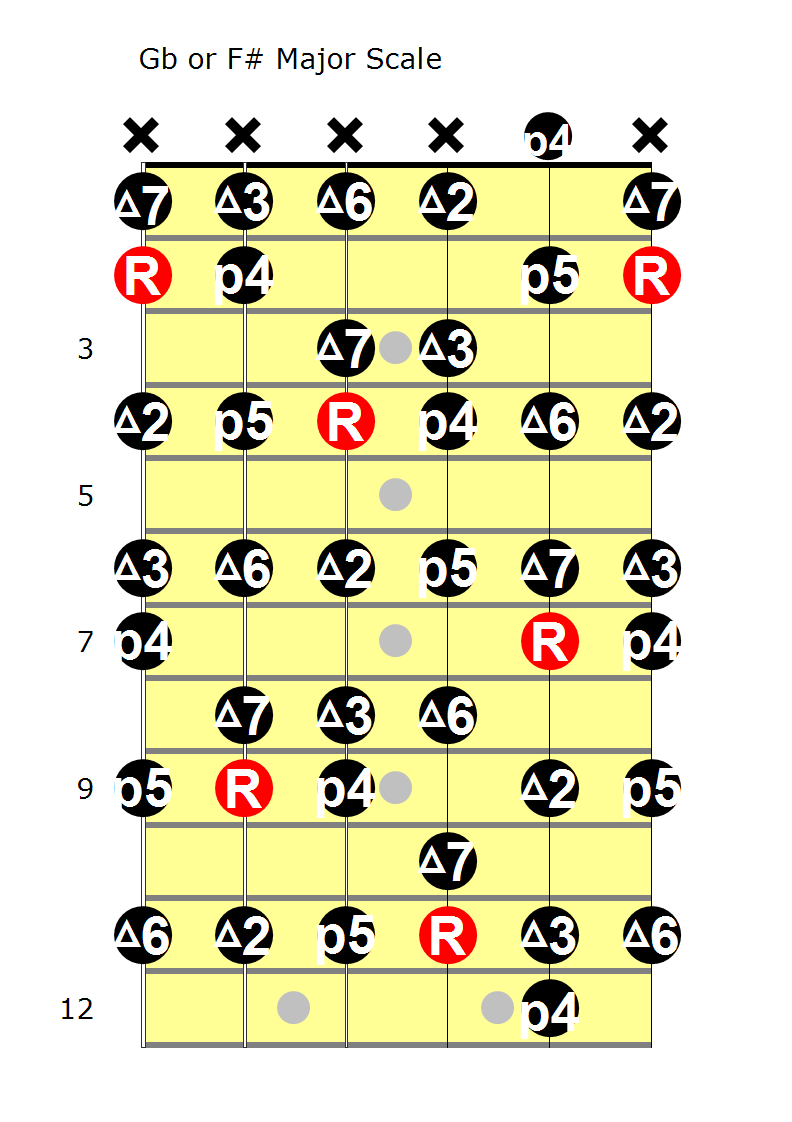 Gb or F# Major Scale
p4
Δ7 Δ3 Δ6 Δ2 Δ7
R p4 p5 R
3 Δ7 Δ3
Δ2 p5 R p4 Δ6 Δ2
5
Δ3 Δ6 Δ2 p5 Δ7 Δ3
7 p4 R p4
Δ7 Δ3 Δ6
9 p5 R p4 Δ2 p5
Δ7
Δ6 Δ2 p5 R Δ3 Δ6
12 p4